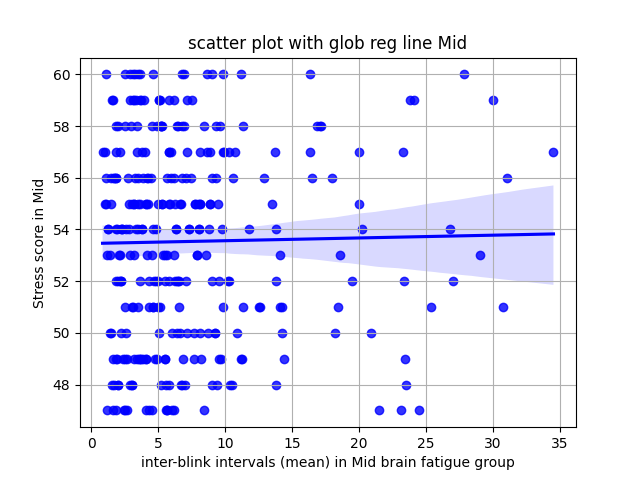 scatter plot with glob reg line Mid
Stress score in Mid
60
58
56
54
52
50
48
0 5 10 15 20 25 30 35
inter-blink intervals (mean) in Mid brain fatigue group